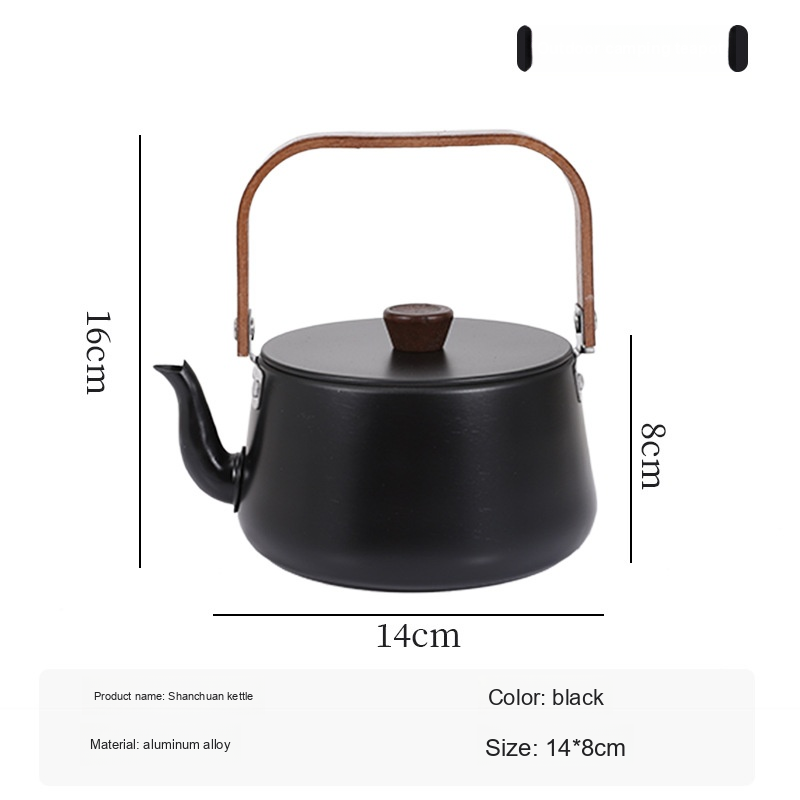 16cm
8cm
14cm
Product name: Shanchuan kettle
Color: black
Material: aluminum alloy
Size: 14*8cm